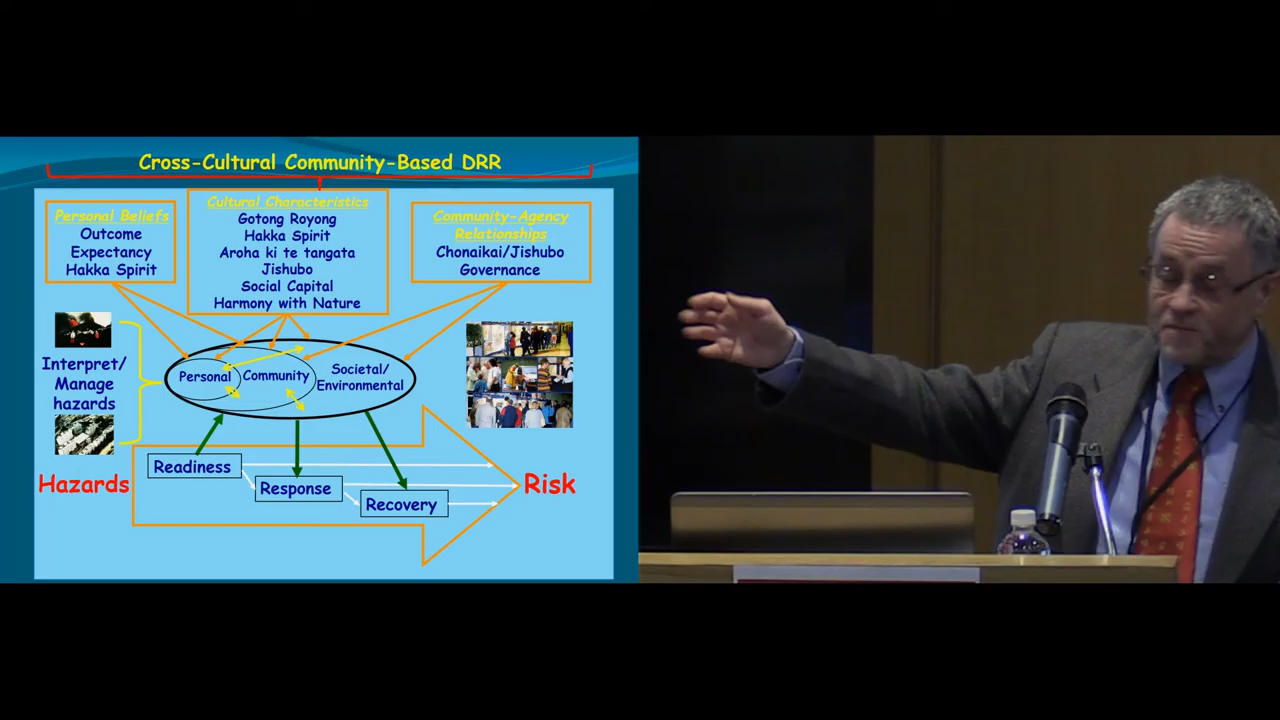 Cross-Cultural Community-Based DRR
Personal Beliefs
Outcome
Expectancy
Hakka Spirit
Cultural Characteristics
Gotong Royong
Hakka Spirit
Aroha ki te tangata
Jishubo
Social Capital
Harmony with Nature
Community-Agency
Relationships
Chonaikai/Jishubo
Governance
Interpret/
Manage
hazards
Personal
Community
Societal/
Environmental
Hazards
Readiness
Response
Recovery
Risk